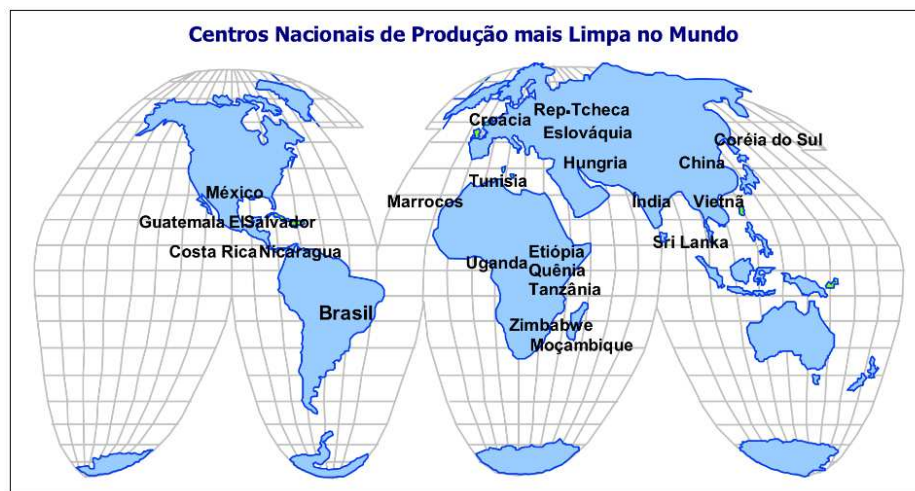 Centros Nacionais de Produção mais Limpa no Mundo
Rep.Tcheca
Croácia
Eslováquia
Coréia do Sul
Hungria
China
Tunisia
México
Marrocos
Índia
Vietnã
Guatemala
El Salvador
Sri Lanka
Costa Rica
Nicaragua
Etiópia
Uganda
Quênia
Tanzânia
Brasil
Zimbabwe
Moçambique